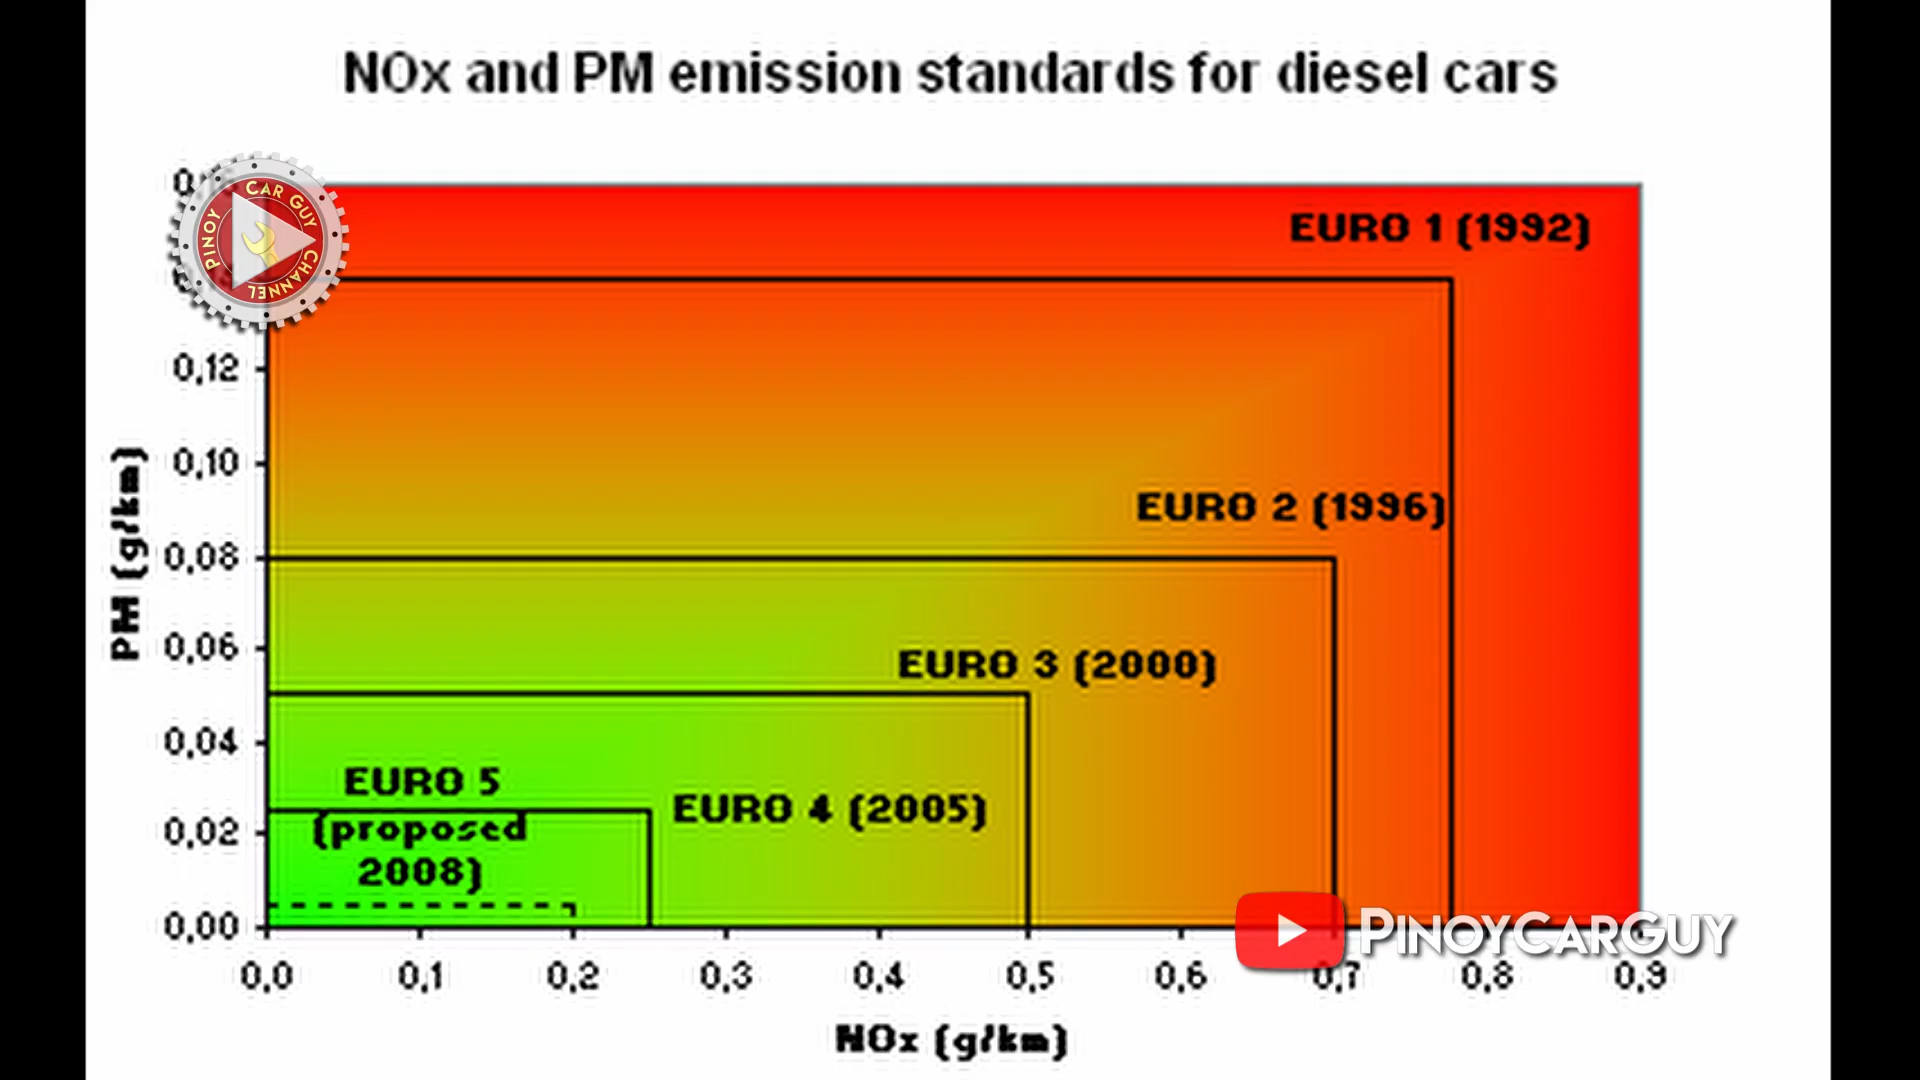 NOx and PM emission standards for diesel cars
PINOY CAR GUY CHANNEL
EURO 1 (1992)
0,12
0,10
EURO 2 (1996)
0,08
PM (g/km)
0,06
EURO 3 (2000)
0,04
EURO 5
EURO 4 (2005)
(proposed
0,02
2008)
0,00
PINOYCARGUY
0,0 0,1 0,2 0,3 0,4 0,5 0,6 0,7 0,8 0,9
NOx (g/km)